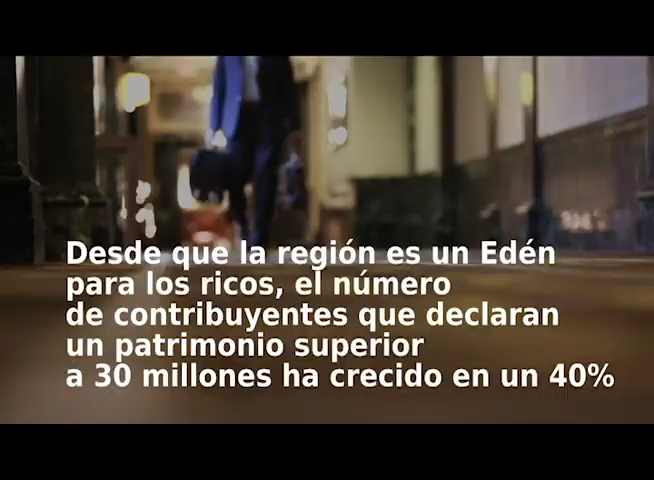 Desde que la región es un Edén
para los ricos, el número
de contribuyentes que declaran
un patrimonio superior
a 30 millones ha crecido en un 40%